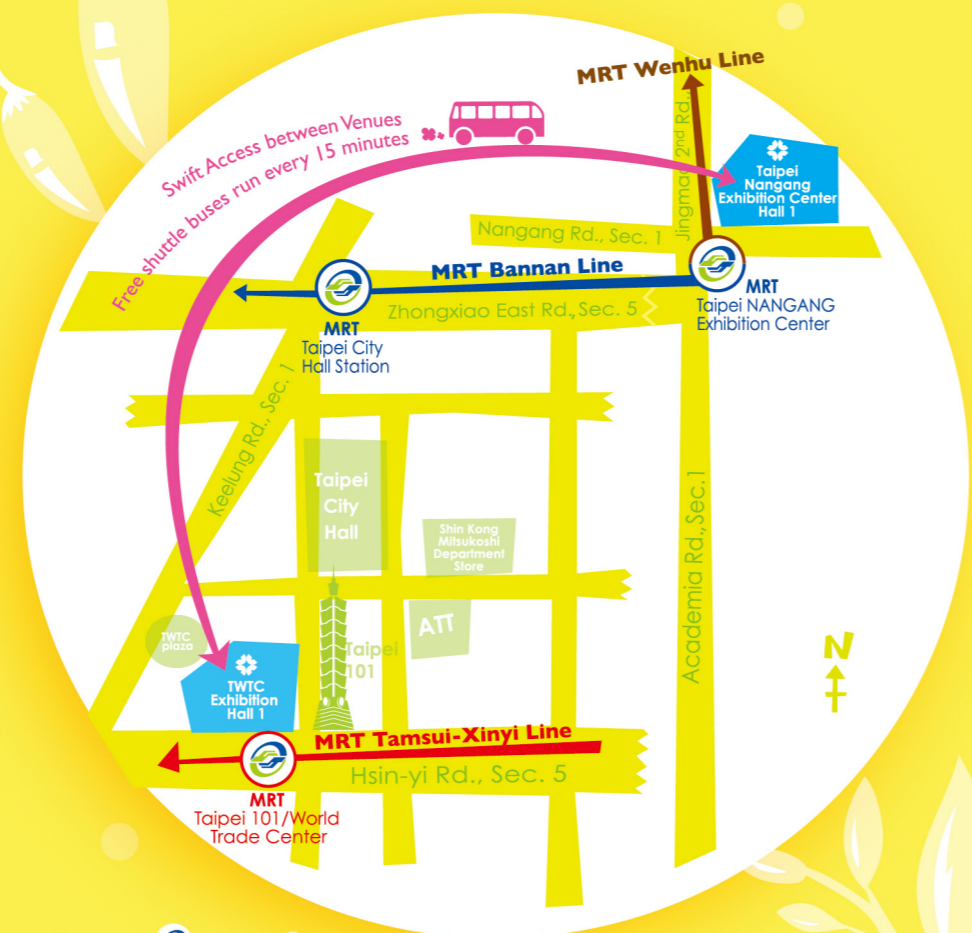 MRT Wenhu Line
Swift Access between Venues
Free shuttle buses run every 15 minutes
Jingmao 2nd Rd.,
Taipei
Nangang
Exhibition Center
Hall 1
Nangang Rd., Sec. 1
MRT Bannan Line
MRT
Taipei NANGANG
Exhibition Center
Zhongxiao East Rd.,Sec. 5
MRT
Taipei City
Hall Station
Keelung Rd., Sec. 1
Taipei
City
Hall
Shin Kong
Mitsukoshi
Department
Store
Academia Rd.,Sec.1
ATT
TWTC
plaza
Taipei
101
N
TWTC
Exhibition
Hall 1
MRT Tamsui-Xinyi Line
Hsin-yi Rd., Sec. 5
MRT
Taipei 101/World
Trade Center